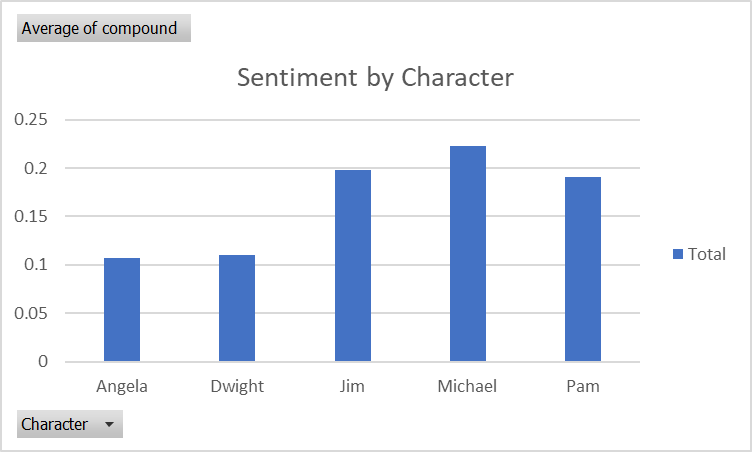 Average of compound
Sentiment by Character
0.25
0.2
0.15
0.1
0.05
0
Angela Dwight Jim Michael Pam
Total
Character